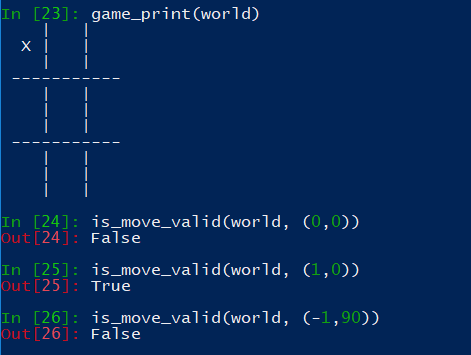 In [23]: game_print(world)
    |   |
  X |   |
    |   |
 -----------
    |   |
    |   |
    |   |
 -----------
    |   |
    |   |
    |   |
In [24]: is_move_valid(world, (0,0))
Out[24]: False
In [25]: is_move_valid(world, (1,0))
Out[25]: True
In [26]: is_move_valid(world, (-1,90))
Out[26]: False